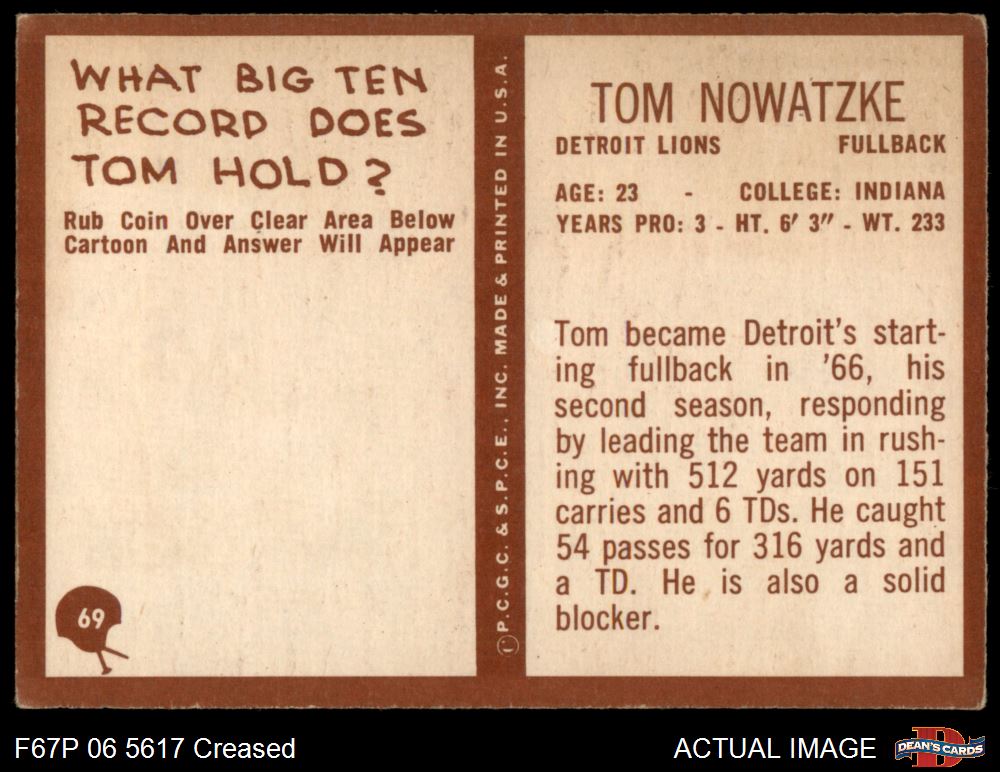 WHAT BIG TEN
RECORD DOES
TOM HOLD?
Rub Coin Over Clear Area Below
Cartoon And Answer Will Appear
69
©P.C.G.C. & S.P.C.E., INC. MADE & PRINTED IN U.S.A.
TOM NOWATZKE
DETROIT LIONS FULLBACK
AGE: 23 - COLLEGE: INDIANA
YEARS PRO: 3 - HT. 6' 3" - WT. 233
Tom became Detroit's start-
ing fullback in '66, his
second season, responding
by leading the team in rush-
ing with 512 yards on 151
carries and 6 TDs. He caught
54 passes for 316 yards and
a TD. He is also a solid
blocker.
F67P 06 5617 Creased
ACTUAL IMAGE
D
DEAN'S CARDS